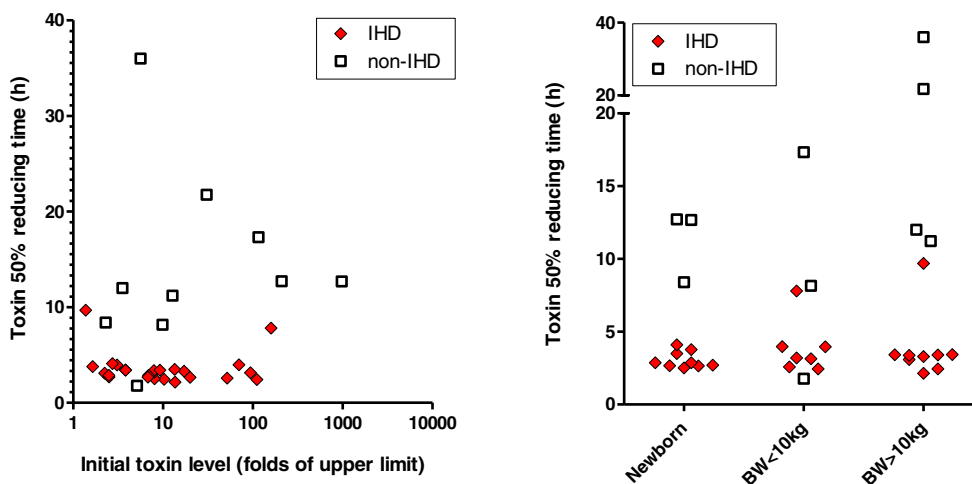 Toxin 50% reducing time (h)
40
30
20
10
0
IHD
non-IHD
1
10
100
1000
10000
Initial toxin level (folds of upper limit)
Toxin 50% reducing time (h)
40
20
20
15
10
5
0
IHD
non-IHD
Newborn
BW<10kg
BW>10kg